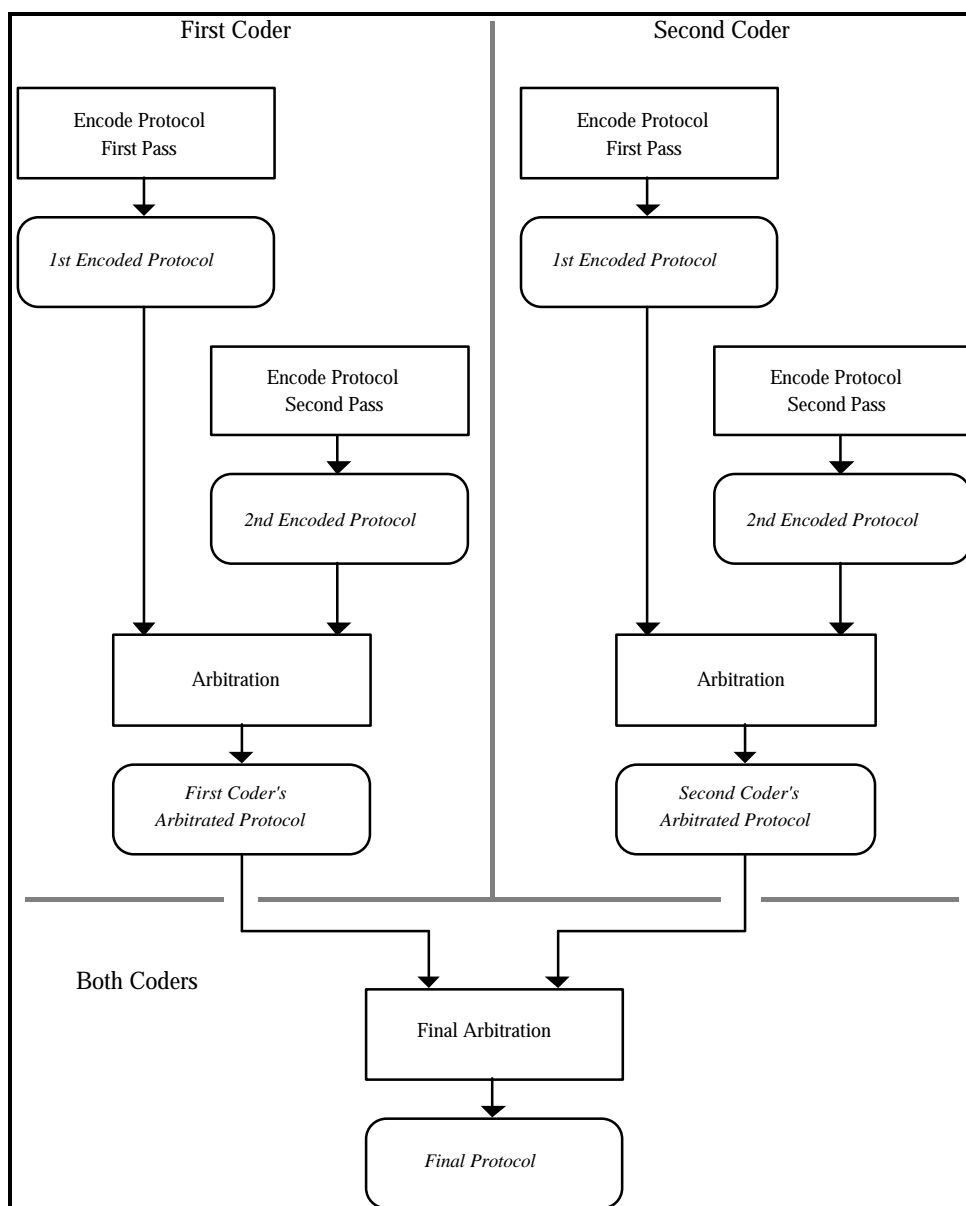 First Coder
Encode Protocol
First Pass
1st Encoded Protocol
Encode Protocol
Second Pass
2nd Encoded Protocol
Arbitration
First Coder's
Arbitrated Protocol
Second Coder
Encode Protocol
First Pass
1st Encoded Protocol
Encode Protocol
Second Pass
2nd Encoded Protocol
Arbitration
Second Coder's
Arbitrated Protocol
Both Coders
Final Arbitration
Final Protocol